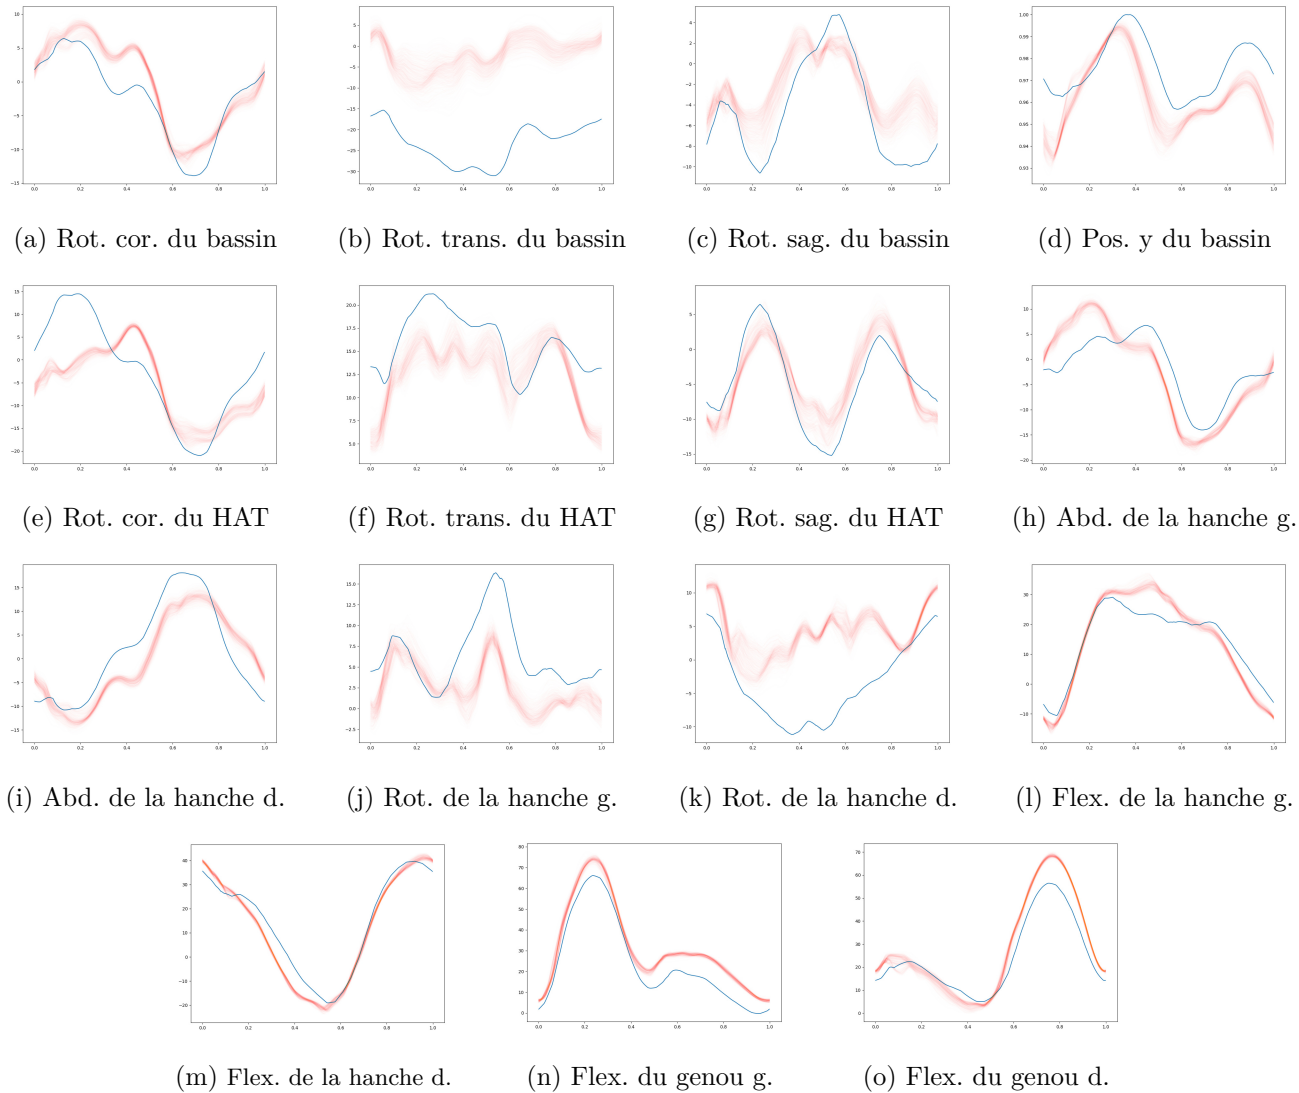 (a) Rot. cor. du bassin
(b) Rot. trans. du bassin
(c) Rot. sag. du bassin
(d) Pos. y du bassin
(e) Rot. cor. du HAT
(f) Rot. trans. du HAT
(g) Rot. sag. du HAT
(h) Abd. de la hanche g.
(i) Abd. de la hanche d.
(j) Rot. de la hanche g.
(k) Rot. de la hanche d.
(l) Flex. de la hanche g.
(m) Flex. de la hanche d.
(n) Flex. du genou g.
(o) Flex. du genou d.